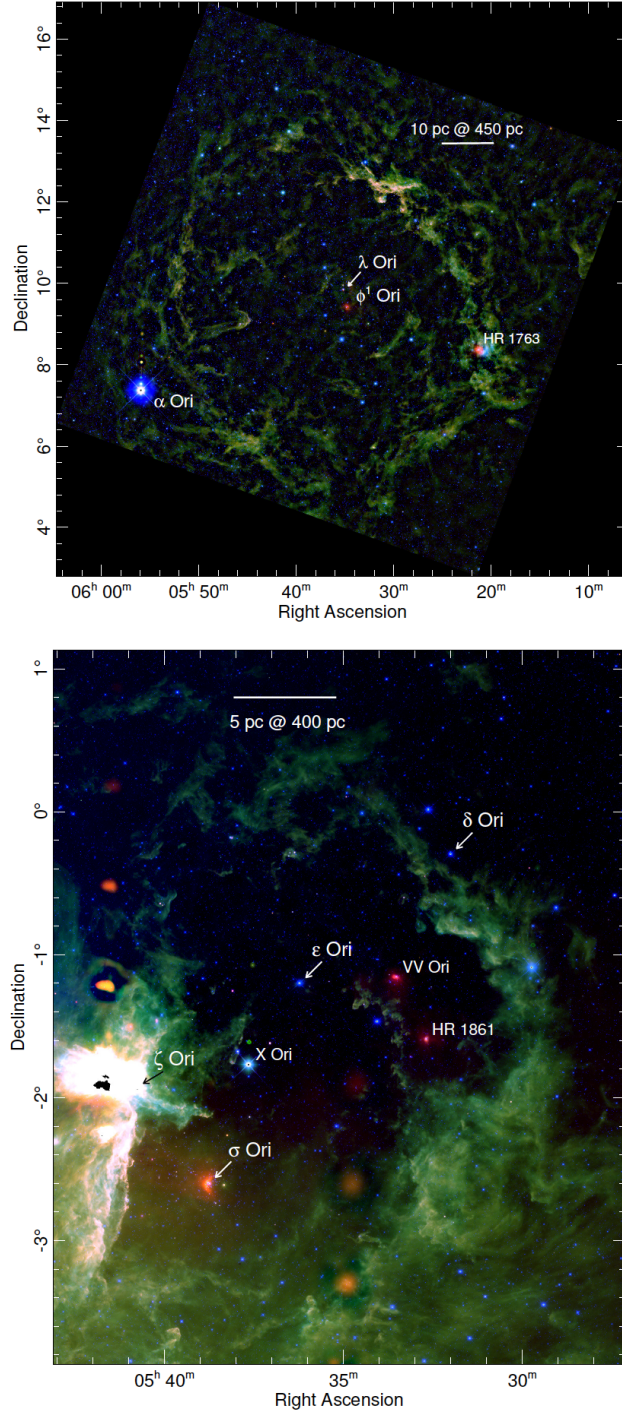 16°
14°
12°
10°
8°
6°
4°
Declination
10 pc @ 450 pc
λ Ori
ϕ¹ Ori
HR 1763
α Ori
06ʰ 00ᵐ 05ʰ 50ᵐ 40ᵐ 30ᵐ 20ᵐ 10ᵐ
Right Ascension
1°
0°
-1°
-2°
-3°
Declination
5 pc @ 400 pc
δ Ori
ε Ori
VV Ori
HR 1861
ζ Ori
X Ori
σ Ori
05ʰ 40ᵐ 35ᵐ 30ᵐ
Right Ascension